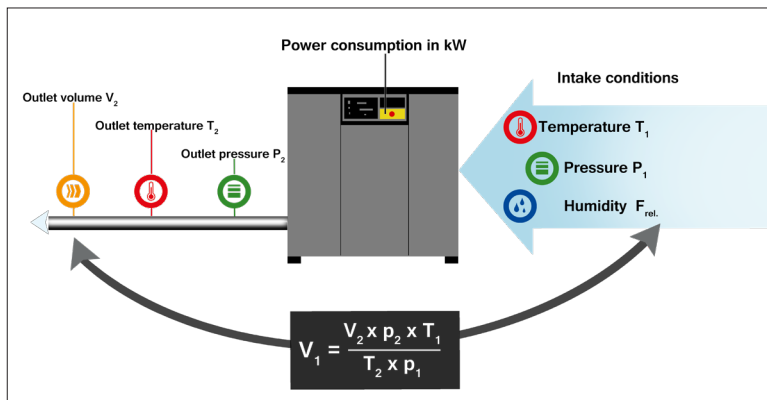 Power consumption in kW
Intake conditions
Outlet volume V₂
Outlet temperature T₂
Outlet pressure P₂
Temperature T₁
Pressure P₁
Humidity F rel.
V₁ = V₂ x p₂ x T₁ / T₂ x p₁